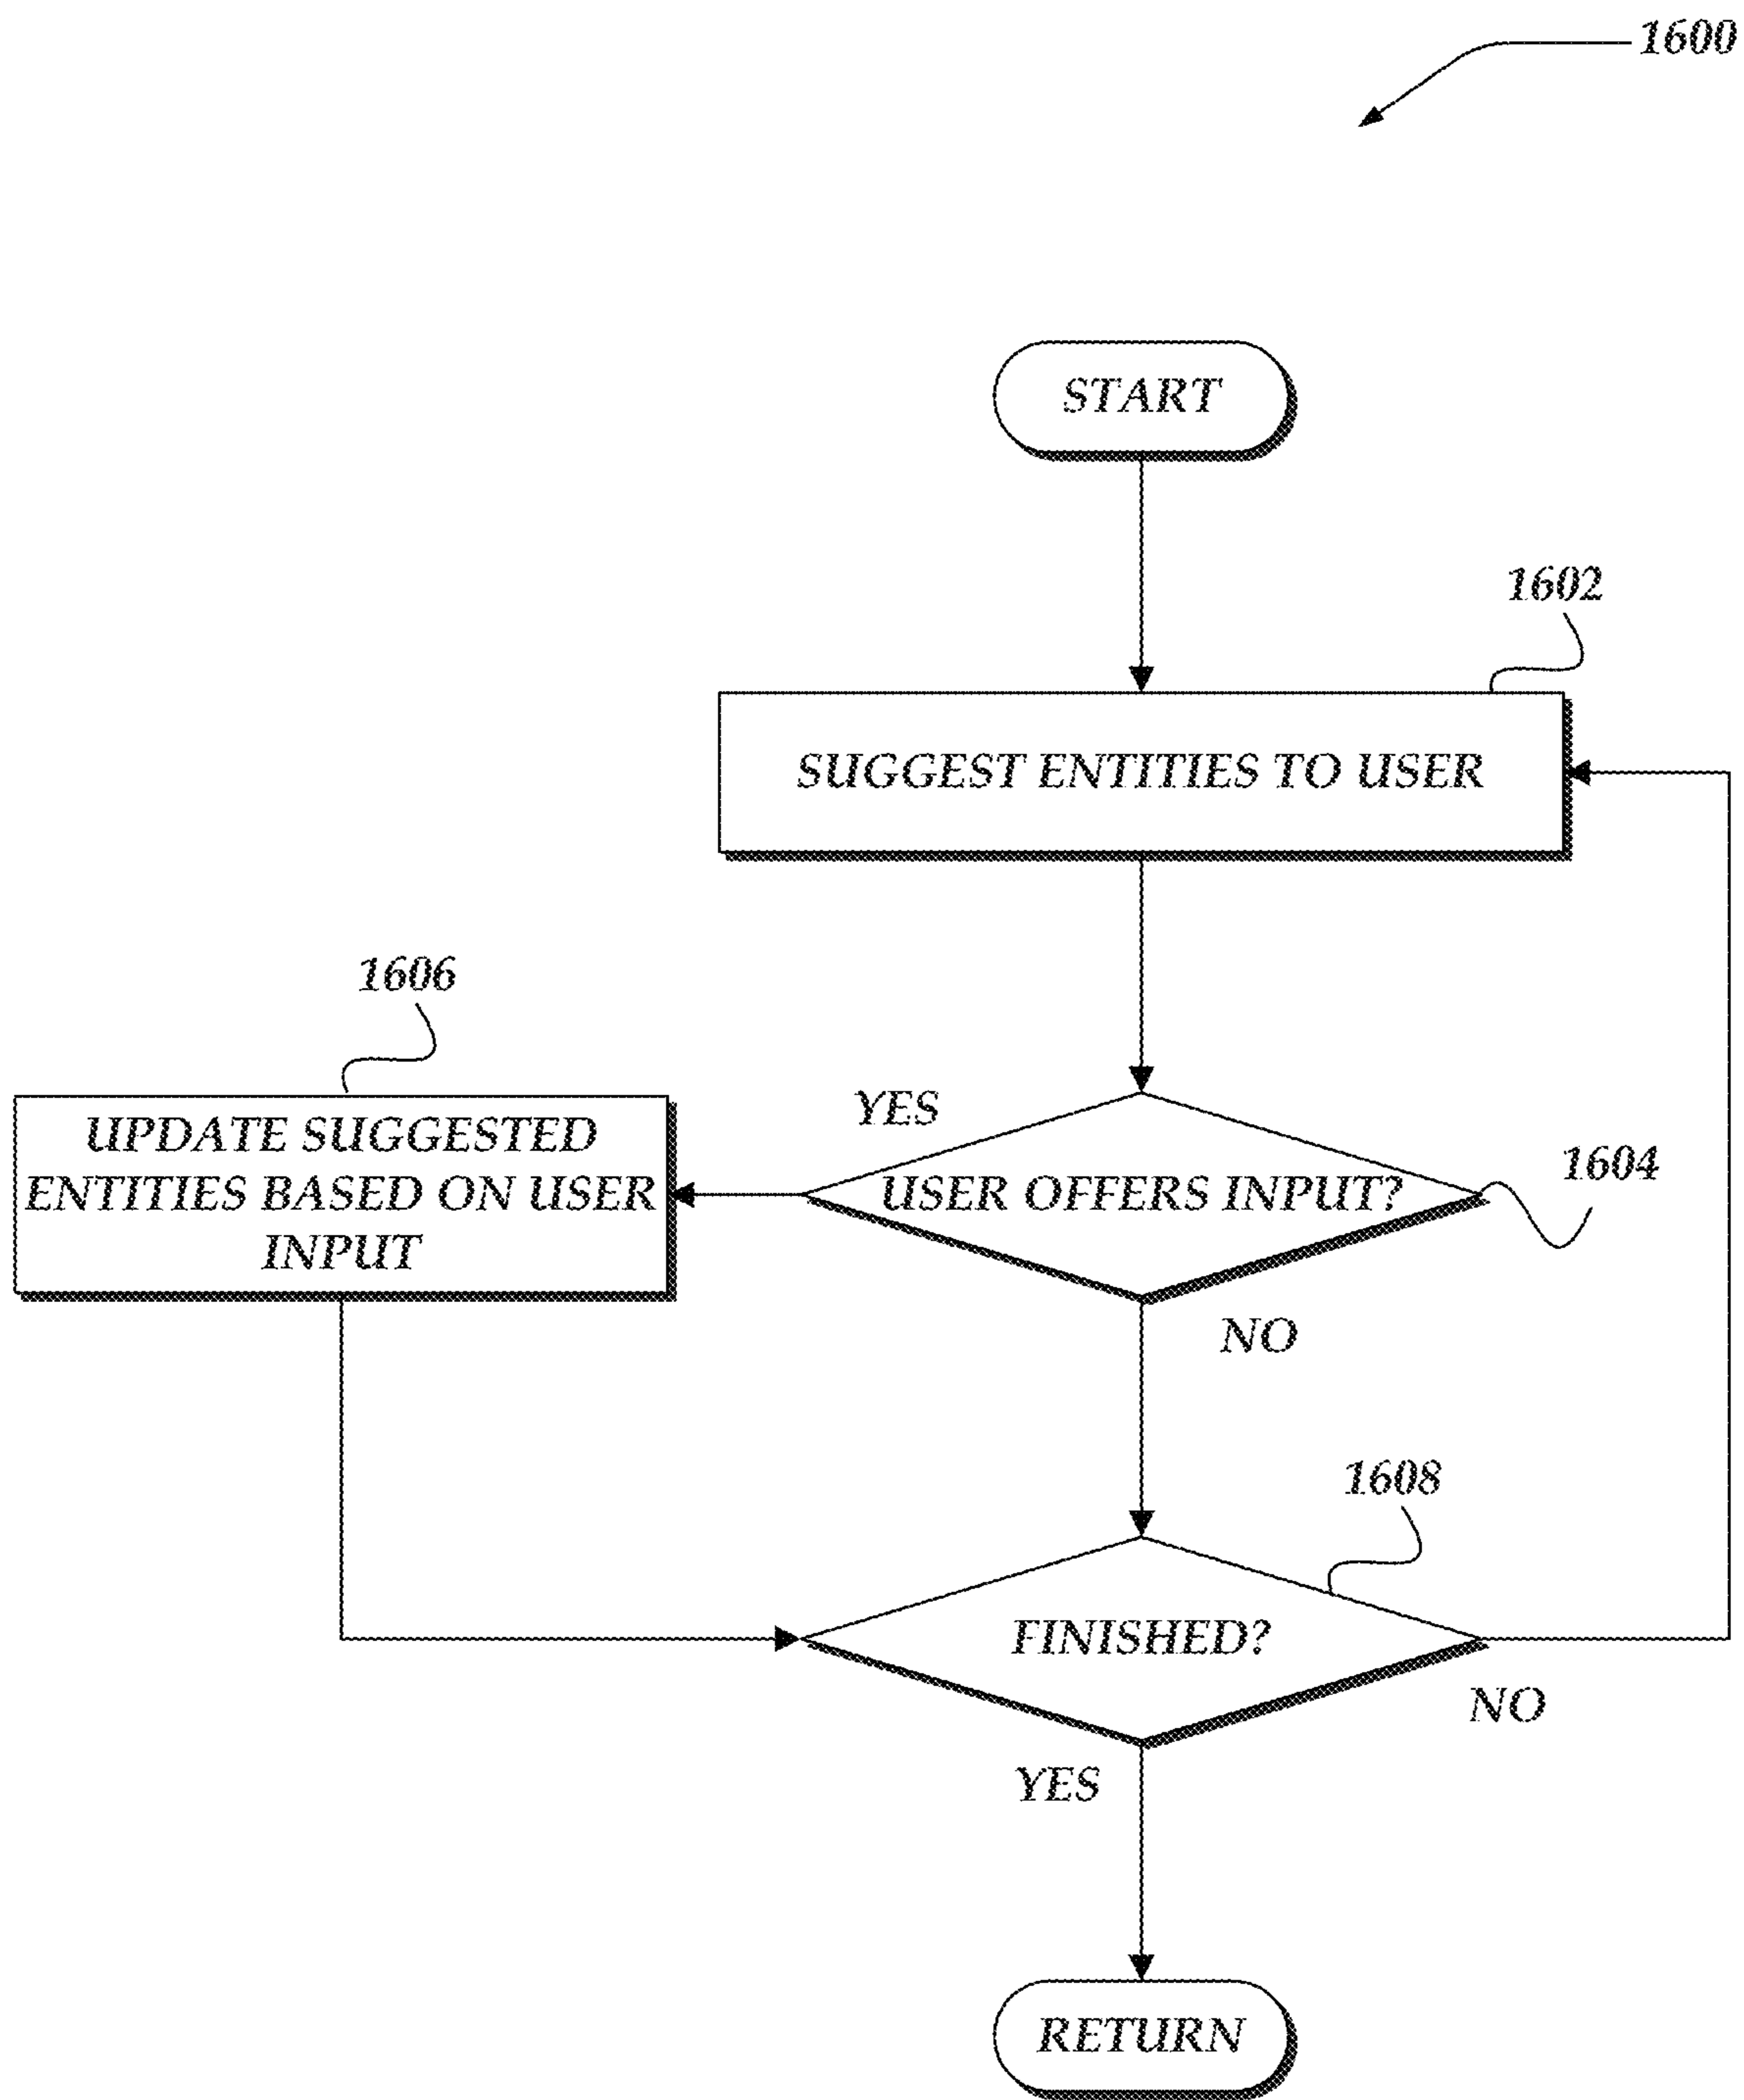 1600
START
1602
SUGGEST ENTITIES TO USER
1606
UPDATE SUGGESTED
ENTITIES BASED ON USER
INPUT
YES
USER OFFERS INPUT?
1604
NO
1608
FINISHED?
NO
YES
RETURN